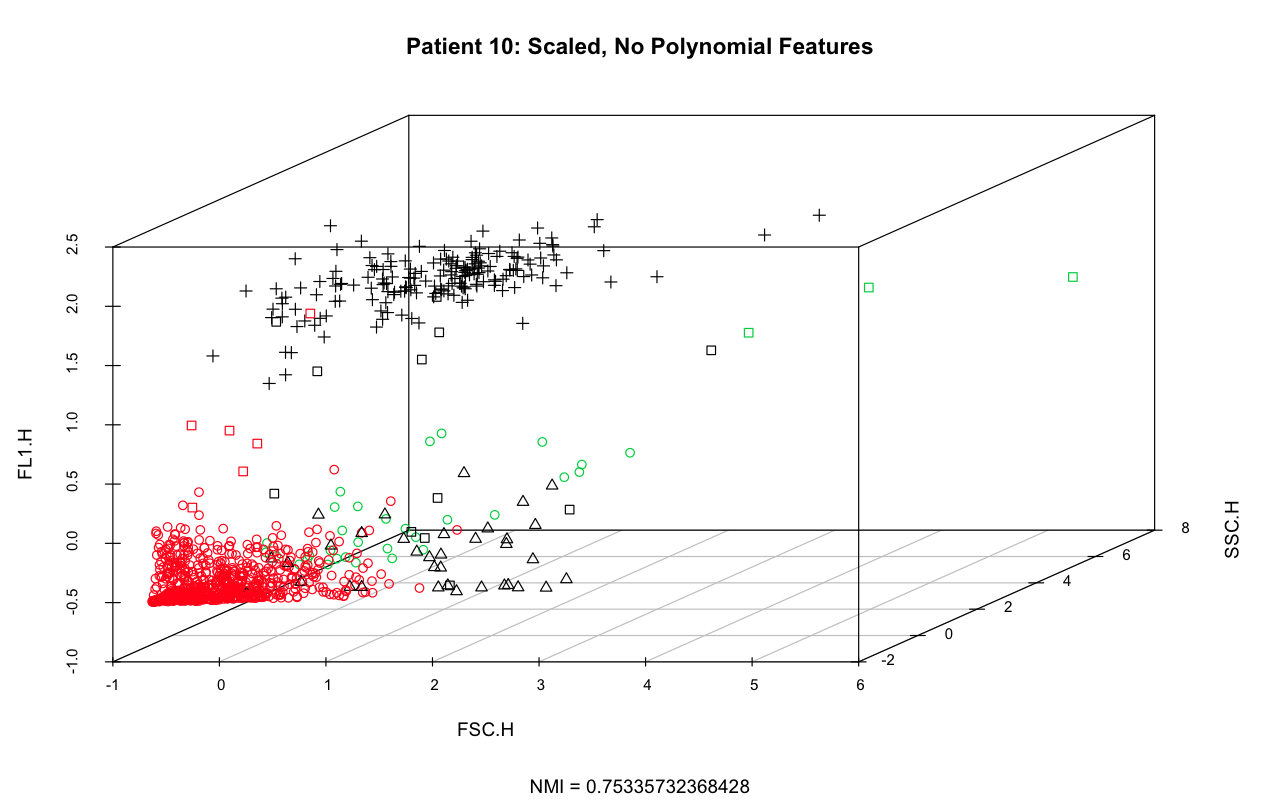 Patient 10: Scaled, No Polynomial Features
2.5
2.0
1.5
1.0
0.5
0.0
-0.5
-1.0
FL1.H
-1 0 1 2 3 4 5 6
FSC.H
8
6
4
2
0
-2
SSC.H
NMI = 0.75335732368428